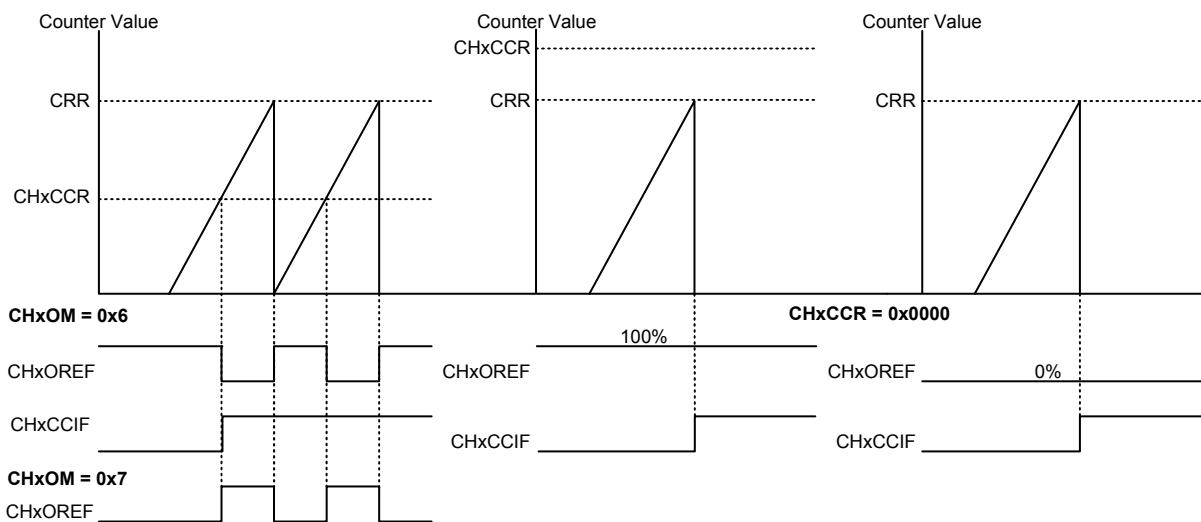 Counter Value
CRR
CHxCCR
CHxOM = 0x6
CHxOREF
CHxCCIF
CHxOM = 0x7
CHxOREF
Counter Value
CHxCCR
CRR
100%
CHxOREF
CHxCCIF
Counter Value
CRR
CHxCCR = 0x0000
CHxOREF
0%
CHxCCIF